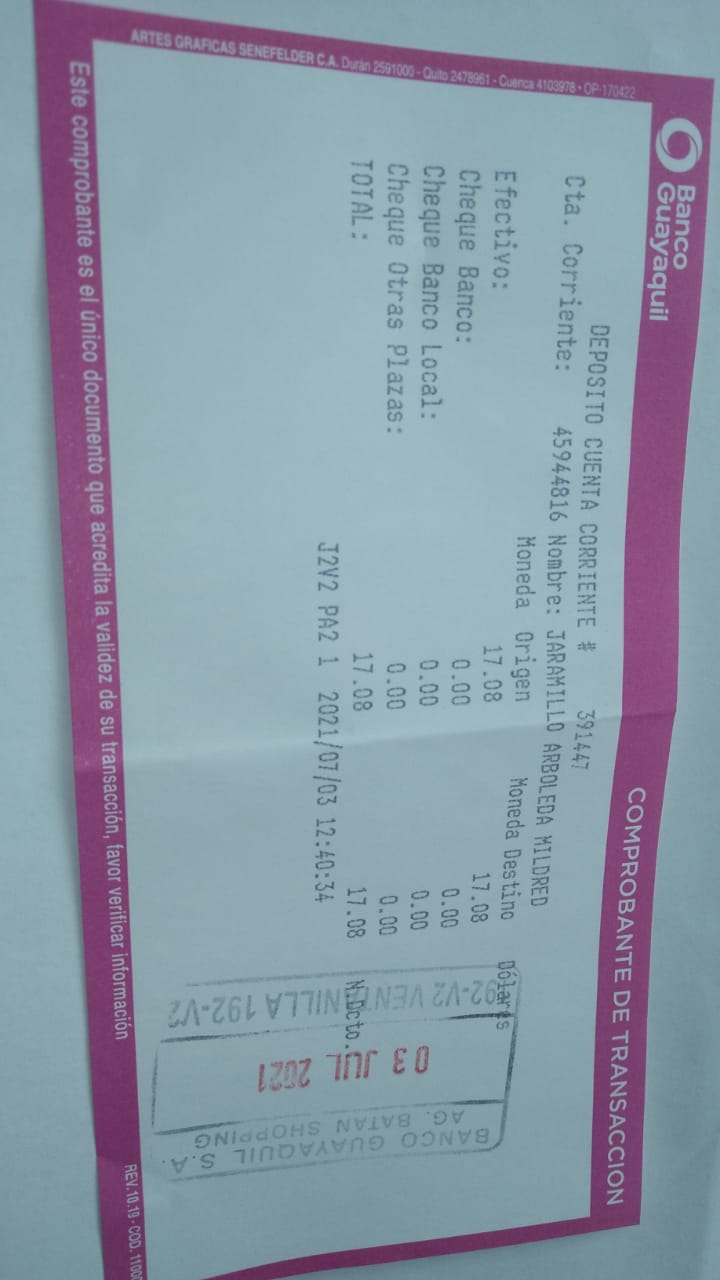 Banco
Guayaquil
COMPROBANTE DE TRANSACCION
DEPOSITO CUENTA CORRIENTE # 391447
Cta. Corriente: 45944816 Nombre: JARAMILLO ARBOLEDA MILDRED
Moneda Origen Moneda Destino Dólares
Efectivo: 17.08 17.08
Cheque Banco: 0.00 0.00
Cheque Banco Local: 0.00 0.00
Cheque Otras Plazas: 0.00 0.00
TOTAL: 17.08 17.08 N.Dcto.
J2V2 PA2 1 2021/07/03 12:40:34
BANCO GUAYAQUIL S.A.
AG. BATAN SHOPPING
03 JUL 2021
192-V2 VENTANILLA 192-V2
Este comprobante es el único documento que acredita la validez de su transacción, favor verificar información
ARTES GRAFICAS SENEFELDER C.A. Durán 2591000 - Quito 2478961 - Cuenca 4103978 • OP-170422
REV. 10.19 - COD. 1100